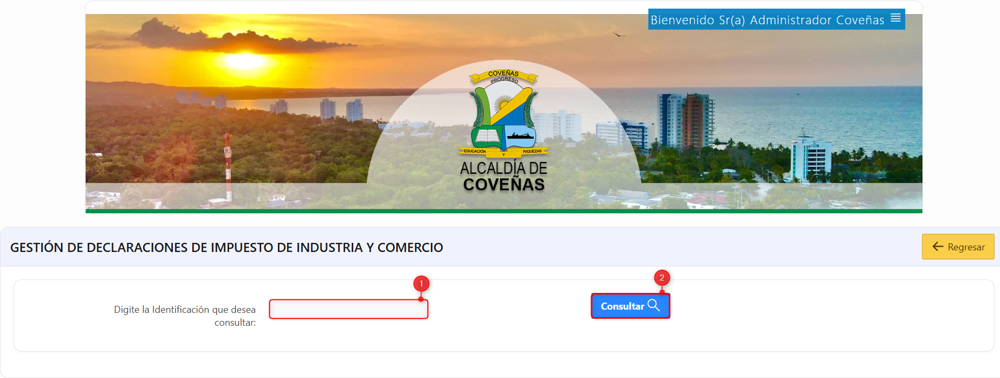 Bienvenido Sr(a) Administrador Coveñas
COVEÑAS
PROGRESO
EDUCACIÓN Y RIQUEZAS
ALCALDÍA DE
COVEÑAS
GESTIÓN DE DECLARACIONES DE IMPUESTO DE INDUSTRIA Y COMERCIO
Regresar
1
2
Digite la Identificación que desea
consultar:
Consultar